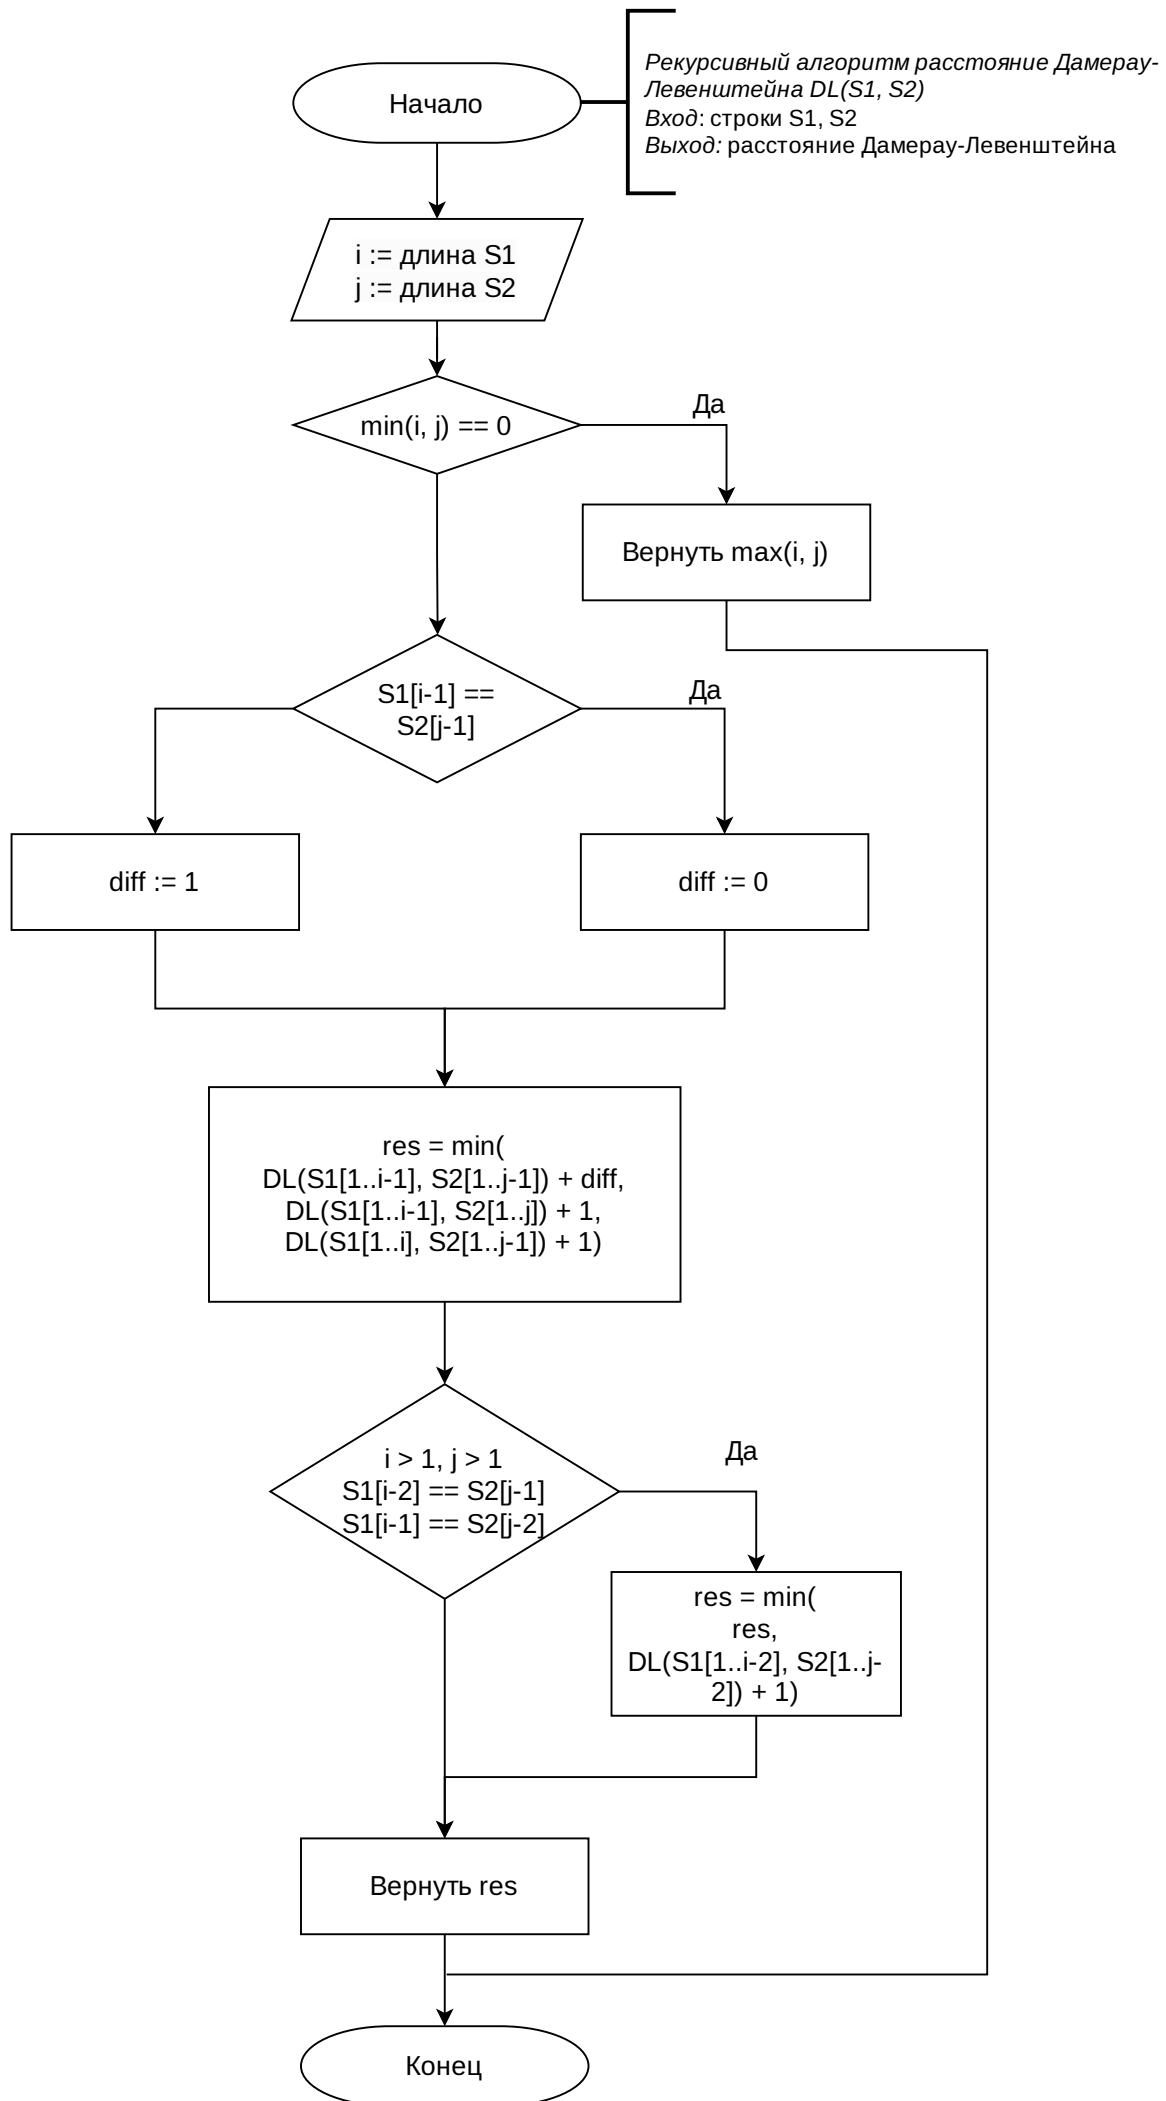 Начало
Рекурсивный алгоритм расстояние Дамерау-
Левенштейна DL(S1, S2)
Вход: строки S1, S2
Выход: расстояние Дамерау-Левенштейна
i := длина S1
j := длина S2
min(i, j) == 0
Да
Вернуть max(i, j)
S1[i-1] ==
S2[j-1]
Да
diff := 1
diff := 0
res = min(
DL(S1[1..i-1], S2[1..j-1]) + diff,
DL(S1[1..i-1], S2[1..j]) + 1,
DL(S1[1..i], S2[1..j-1]) + 1)
i > 1, j > 1
S1[i-2] == S2[j-1]
S1[i-1] == S2[j-2]
Да
res = min(
res,
DL(S1[1..i-2], S2[1..j-
2]) + 1)
Вернуть res
Конец